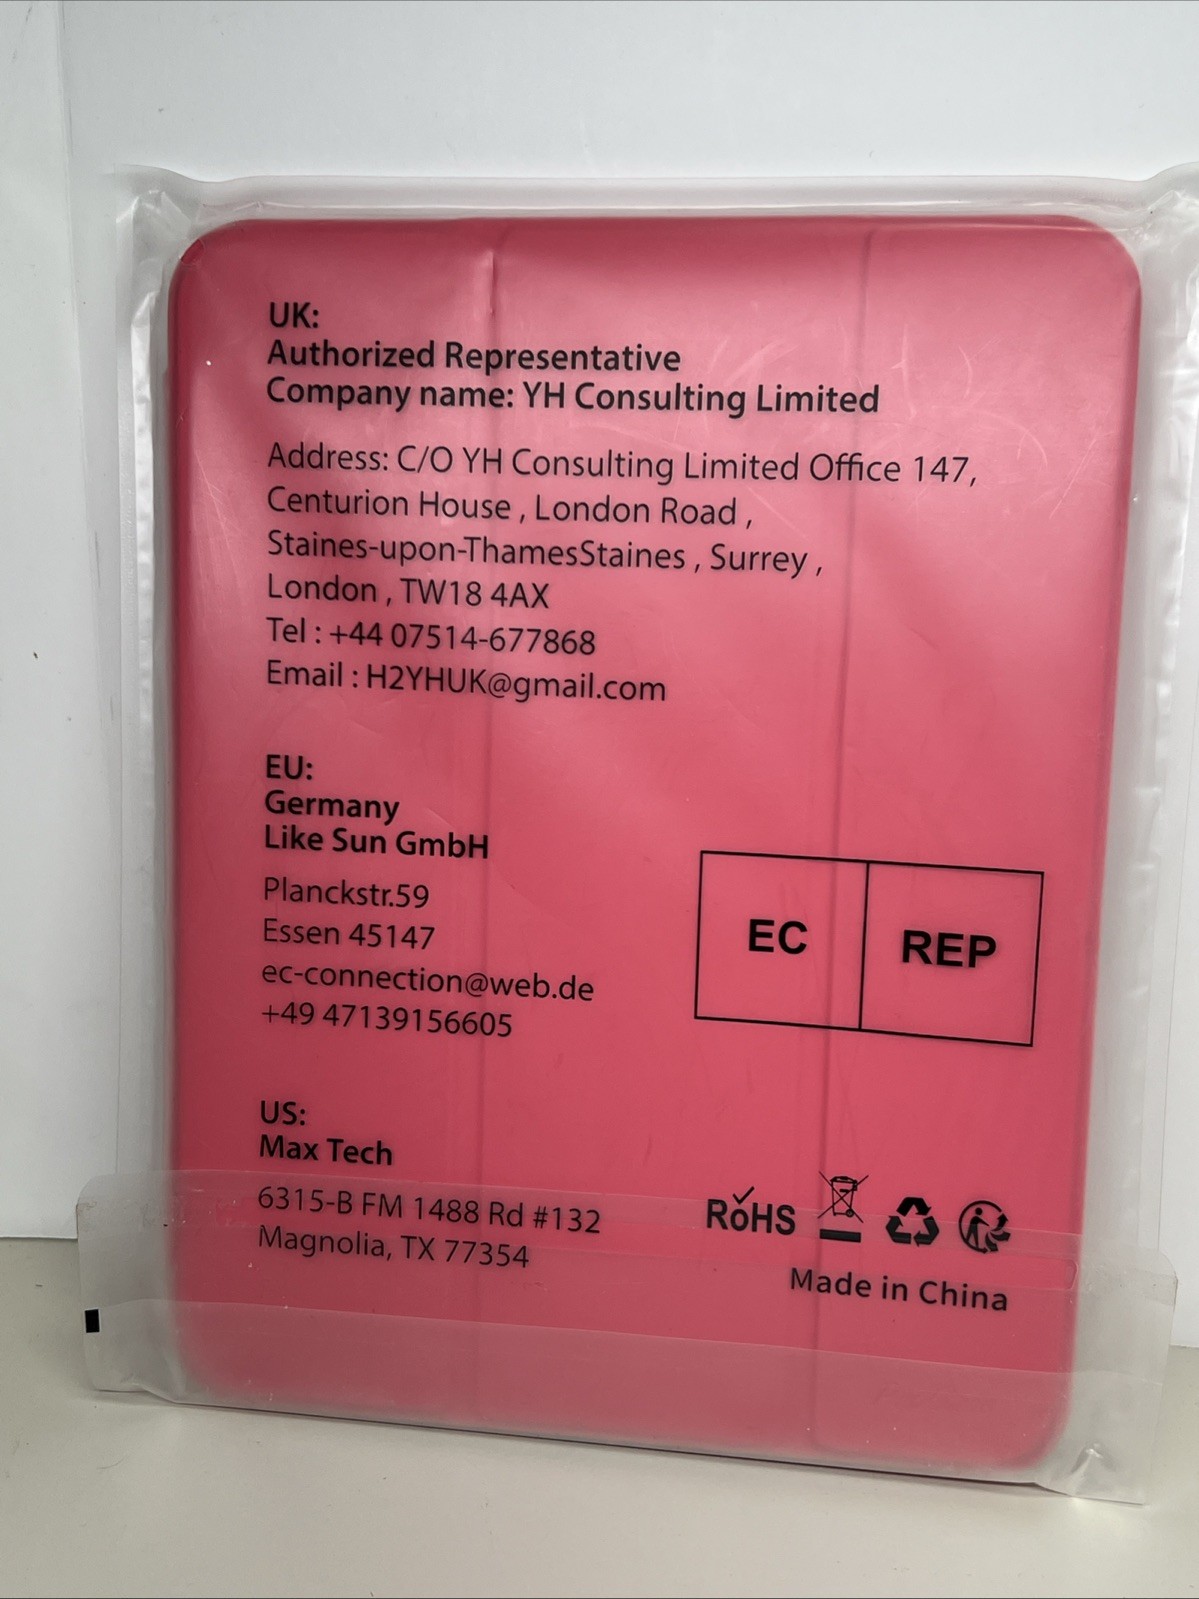 UK:
Authorized Representative
Company name: YH Consulting Limited
Address: C/O YH Consulting Limited Office 147,
Centurion House , London Road ,
Staines-upon-ThamesStaines , Surrey ,
London , TW18 4AX
Tel : +44 07514-677868
Email : H2YHUK@gmail.com
EU:
Germany
Like Sun GmbH
Planckstr.59
Essen 45147
ec-connection@web.de
+49 47139156605
EC REP
US:
Max Tech
6315-B FM 1488 Rd #132
Magnolia, TX 77354
RoHS
Made in China